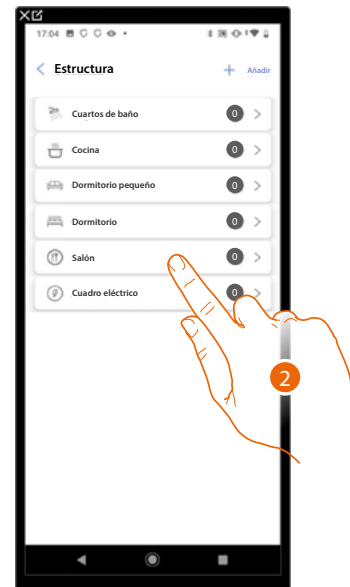 17:04
Estructura
Añadir
Cuartos de baño 0
Cocina 0
Dormitorio pequeño 0
Dormitorio 0
Salón 0
Cuadro eléctrico 0
2